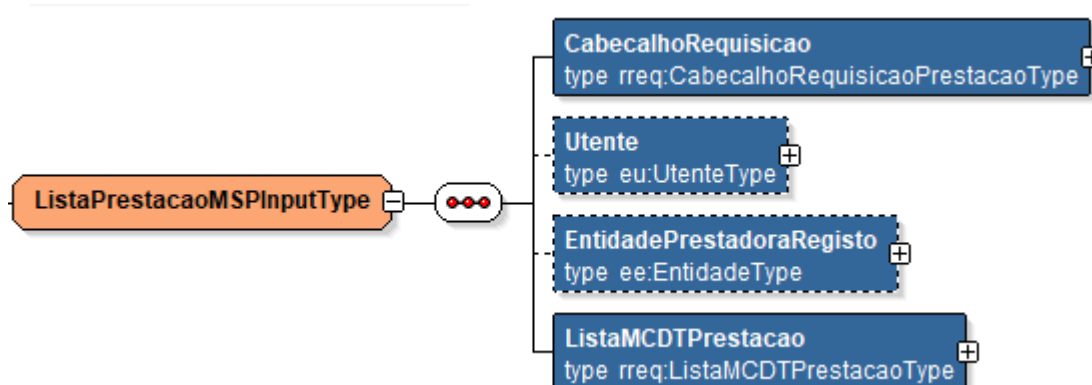 CabecalhoRequisicao
type rreq:CabecalhoRequisicaoPrestacaoType
Utente
type eu:UtenteType
ListaPrestacaoMSPInputType
EntidadePrestadoraRegisto
type ee:EntidadeType
ListaMCDTPrestacao
type rreq:ListaMCDTPrestacaoType